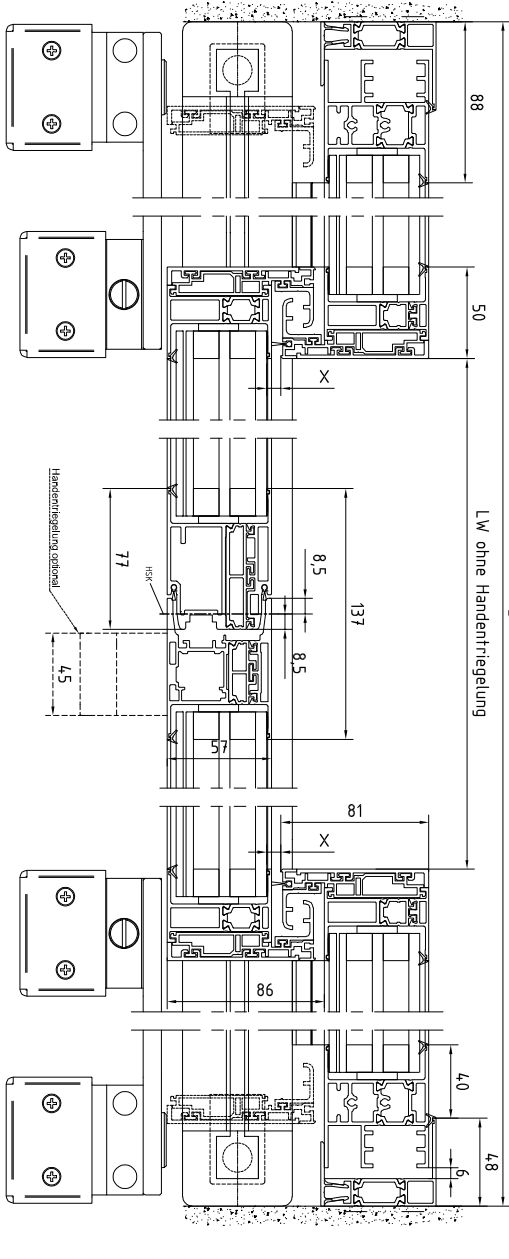 88
50
X
LW ohne Handentriegelung
8,5
137
77
HSK
Handentriegelung optional
8,5
45
57
81
X
86
40
48
6